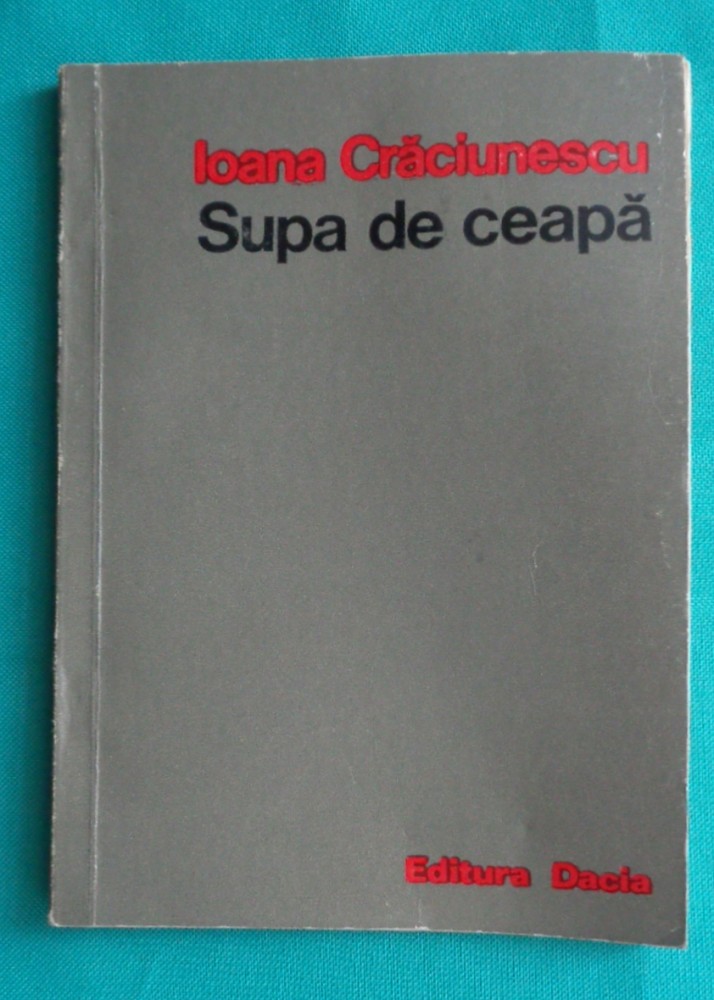 Ioana Crăciunescu
Supa de ceapă
Editura Dacia